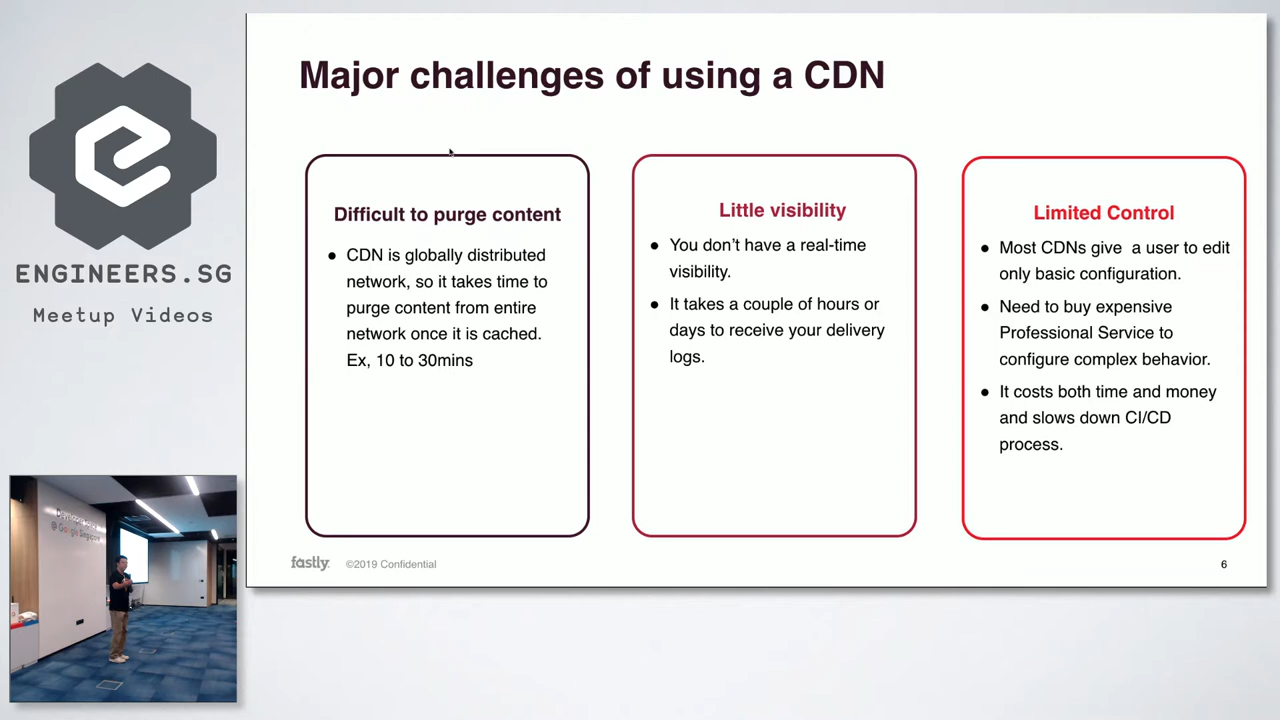 ENGINEERS.SG
Meetup Videos
Major challenges of using a CDN
Difficult to purge content
● CDN is globally distributed
network, so it takes time to
purge content from entire
network once it is cached.
Ex, 10 to 30mins
Little visibility
● You don’t have a real-time
visibility.
● It takes a couple of hours or
days to receive your delivery
logs.
Limited Control
● Most CDNs give  a user to edit
only basic configuration.
● Need to buy expensive
Professional Service to
configure complex behavior.
● It costs both time and money
and slows down CI/CD
process.
fastly
©2019 Confidential
6
@ Google Singapore